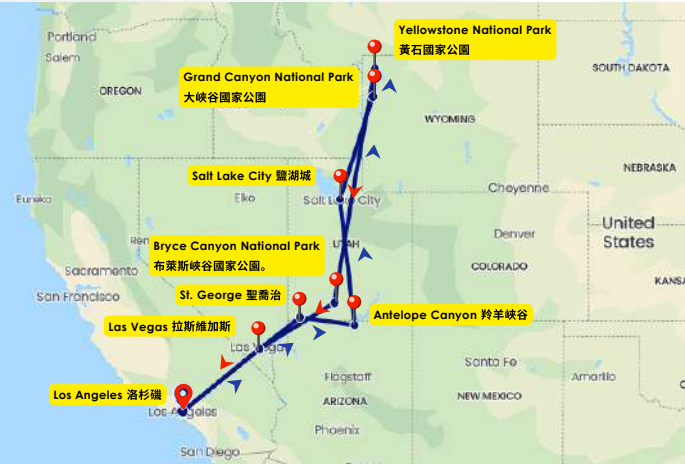 Portland
Salem
OREGON
Yellowstone National Park
黃石國家公園
SOUTH DAKOTA
Grand Canyon National Park
大峽谷國家公園
WYOMING
NEBRASKA
Salt Lake City 鹽湖城
Eureka
Elko
Salt Lake City
Cheyenne
United
States
Denver
UTAH
Bryce Canyon National Park
布萊斯峽谷國家公園。
Sacramento
COLORADO
San Francisco
St. George 聖喬治
Antelope Canyon 羚羊峽谷
Las Vegas 拉斯維加斯
Las Vegas
Santa Fe
Flagstaff
Amarillo
Los Angeles 洛杉磯
ARIZONA
NEW MEXICO
Los Angeles
Phoenix
San Diego